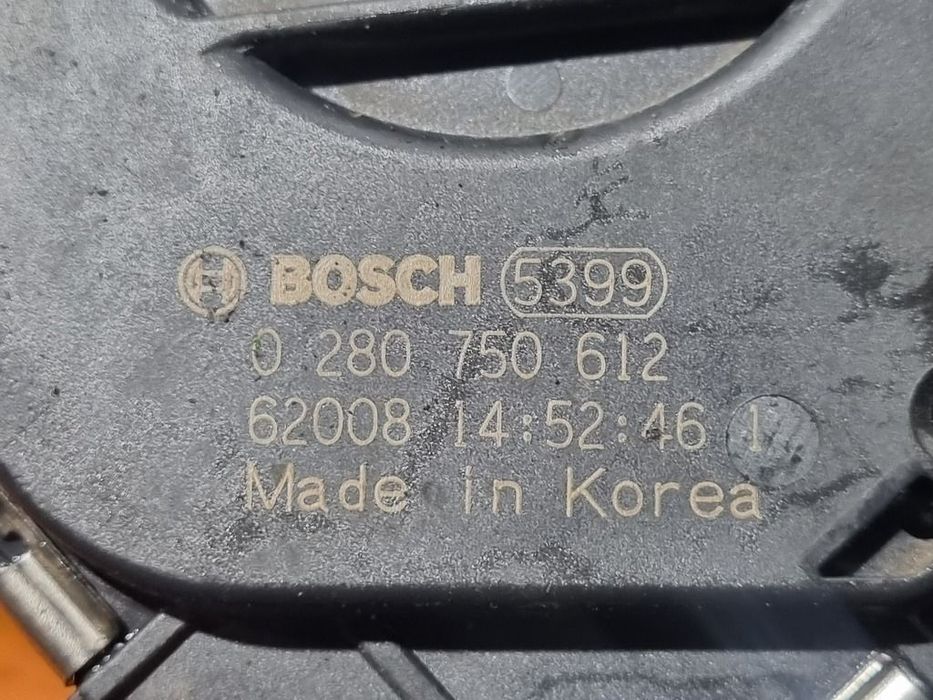 BOSCH 5399
0 280 750 612
62008 14:52:46 1
Made in Korea